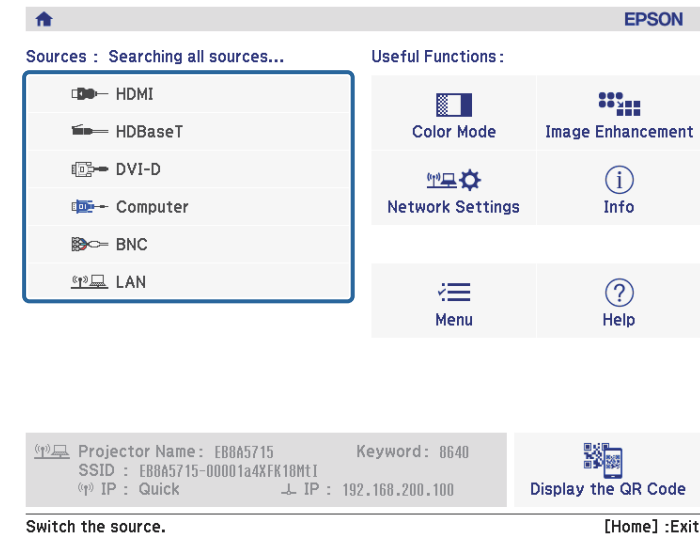 EPSON
Sources : Searching all sources...
Useful Functions :
HDMI
HDBaseT
DVI-D
Computer
BNC
LAN
Color Mode
Image Enhancement
Network Settings
Info
Menu
Help
Projector Name : EB8A5715 Keyword : 8640
SSID : EB8A5715-00001a4XFK18MtI
IP : Quick IP : 192.168.200.100
Display the QR Code
Switch the source. [Home] :Exit